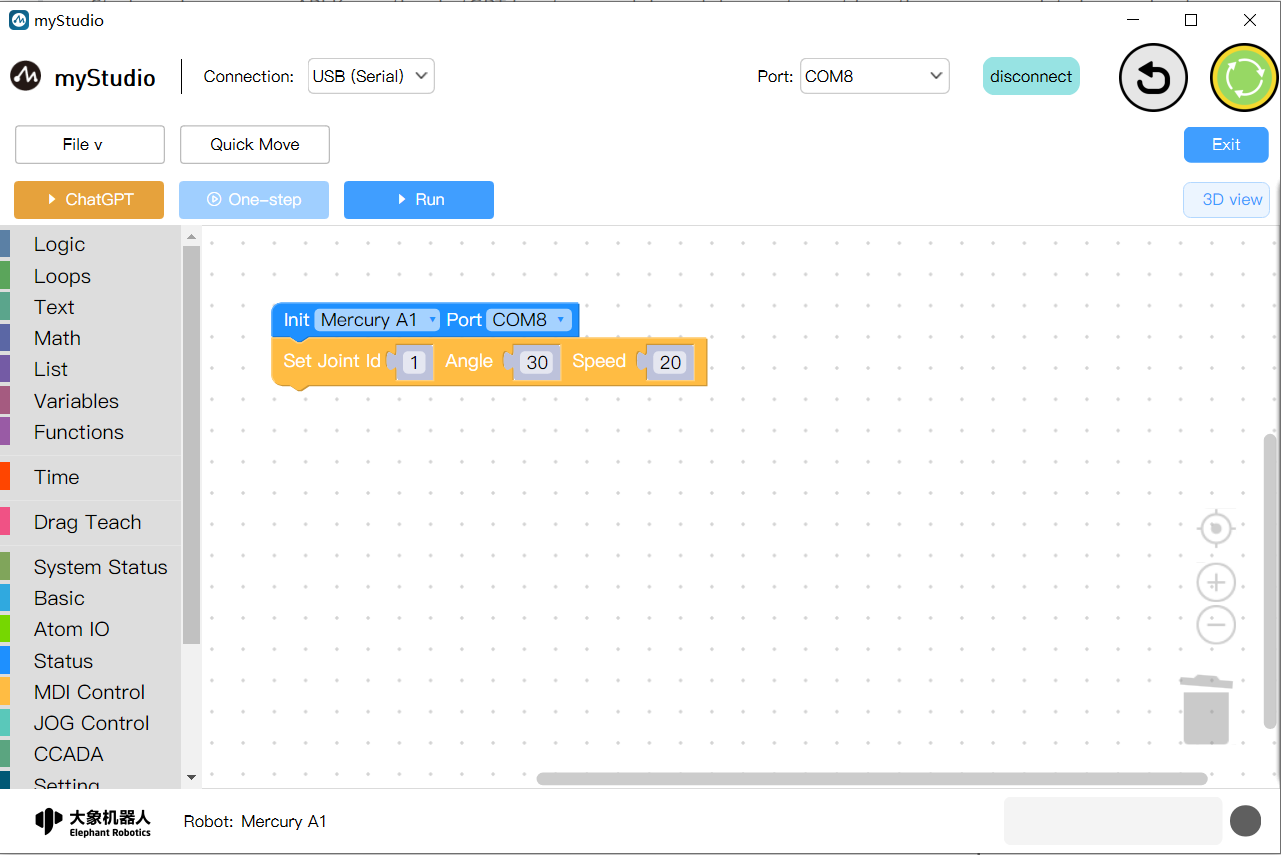 myStudio
myStudio
Connection: USB (Serial)
Port: COM8
disconnect
File v
Quick Move
Exit
ChatGPT
One-step
Run
3D view
Logic
Loops
Text
Math
List
Variables
Functions
Time
Drag Teach
System Status
Basic
Atom IO
Status
MDI Control
JOG Control
CCADA
Setting
Init Mercury A1 Port COM8
Set Joint Id 1 Angle 30 Speed 20
大象机器人
Elephant Robotics
Robot: Mercury A1